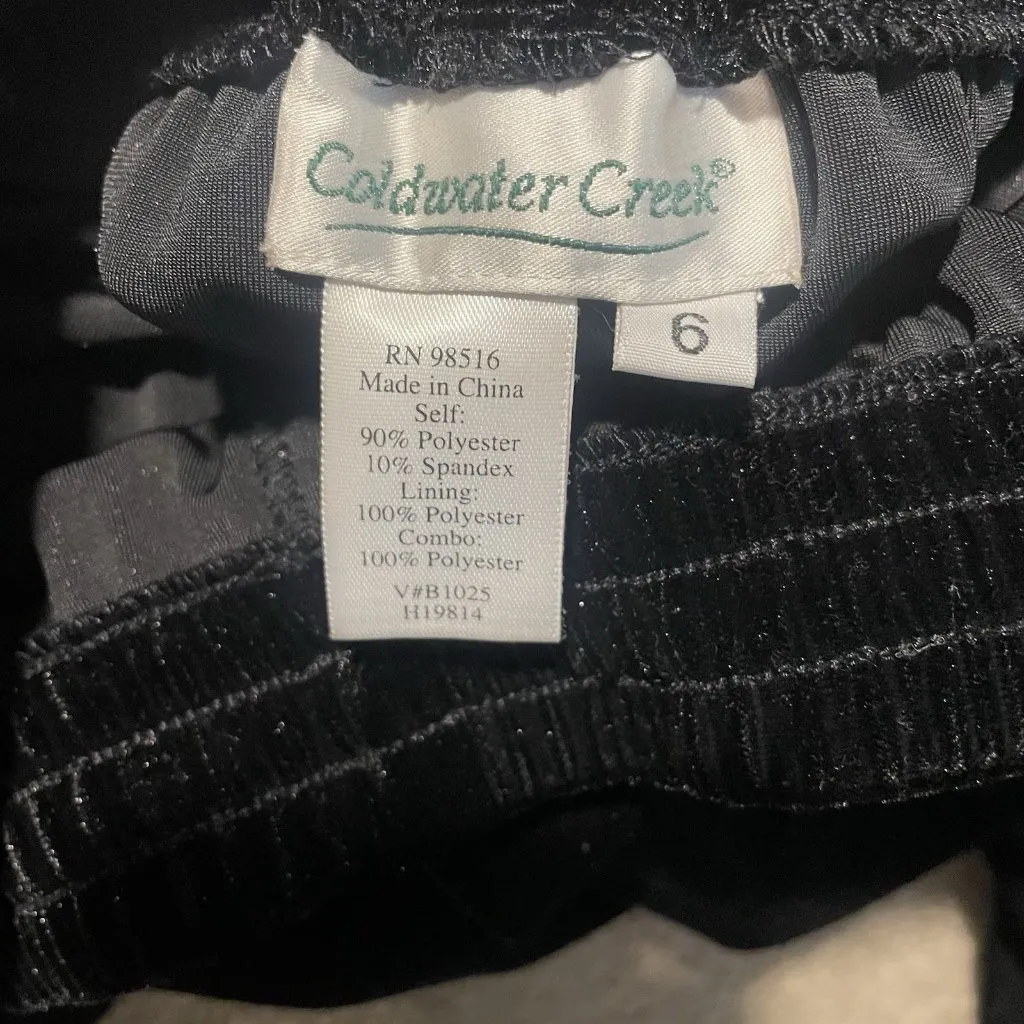 Coldwater Creek®
6
RN 98516
Made in China
Self:
90% Polyester
10% Spandex
Lining:
100% Polyester
Combo:
100% Polyester
V#B1025
H19814